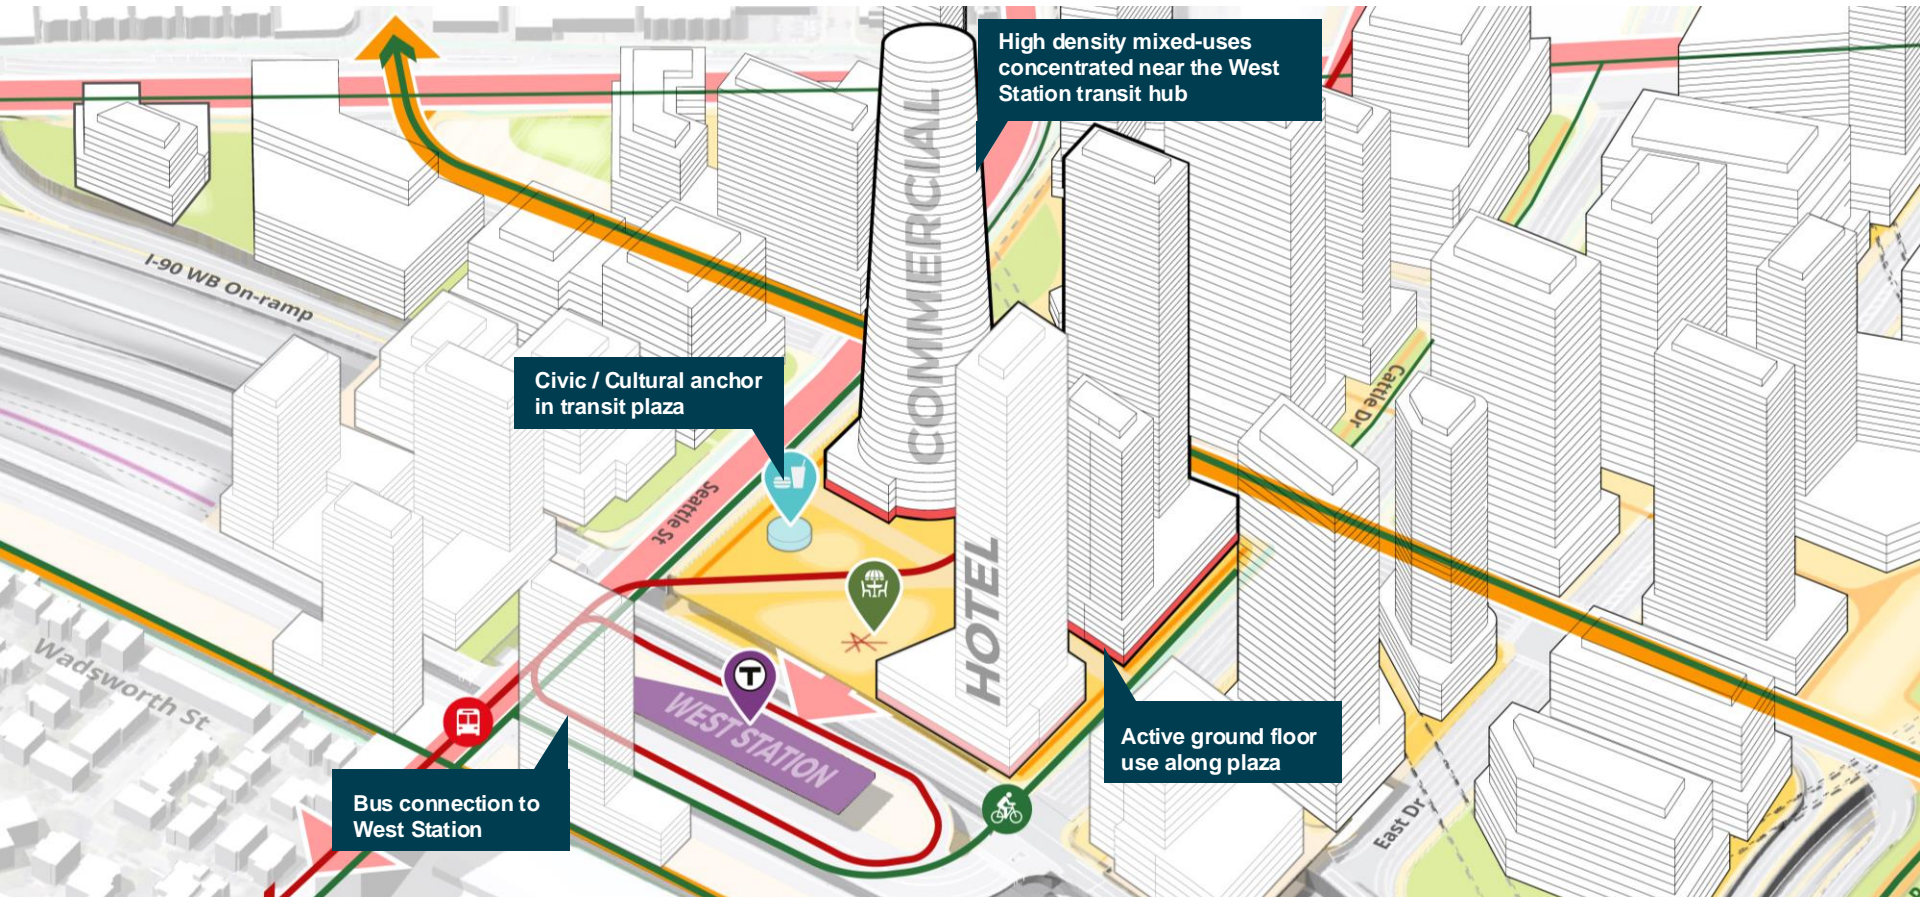 High density mixed-uses
concentrated near the West
Station transit hub
COMMERCIAL
I-90 WB On-ramp
Civic / Cultural anchor
in transit plaza
Cattle Dr
Seattle St
HOTEL
Wadsworth St
T
WEST STATION
Active ground floor
use along plaza
Bus connection to
West Station
East Dr